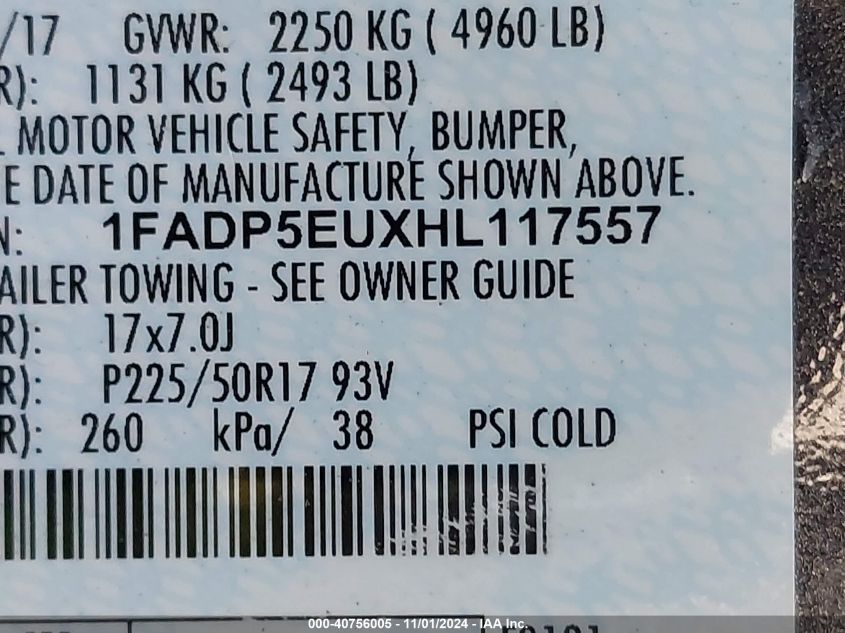 /17 GVWR: 2250 KG ( 4960 LB)
R): 1131 KG ( 2493 LB)
MOTOR VEHICLE SAFETY, BUMPER,
E DATE OF MANUFACTURE SHOWN ABOVE.
N: 1FADP5EUXHL117557
AILER TOWING - SEE OWNER GUIDE
R): 17x7.0J
R): P225/50R17 93V
R): 260 kPa/ 38 PSI COLD
000-40756005 - 11/01/2024 - IAA Inc.